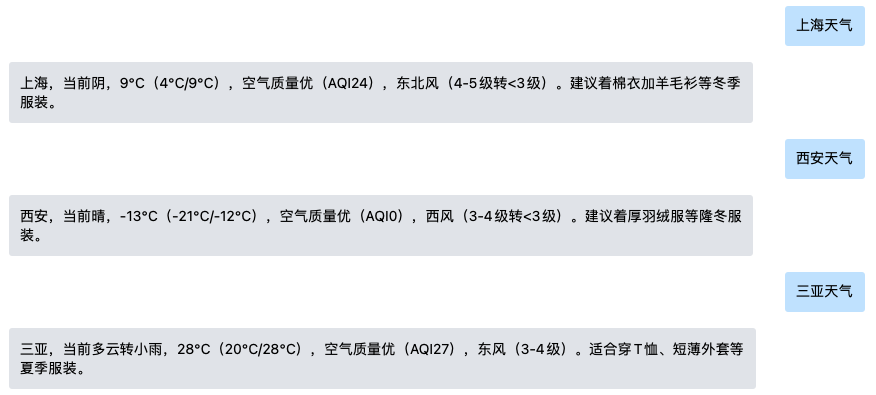 上海天气
上海，当前阴，9°C（4°C/9°C），空气质量优（AQI24），东北风（4-5级转<3级）。建议着棉衣加羊毛衫等冬季
服装。
西安天气
西安，当前晴，-13°C（-21°C/-12°C），空气质量优（AQI0），西风（3-4级转<3级）。建议着厚羽绒服等隆冬服
装。
三亚天气
三亚，当前多云转小雨，28°C（20°C/28°C），空气质量优（AQI27），东风（3-4级）。适合穿T恤、短薄外套等
夏季服装。